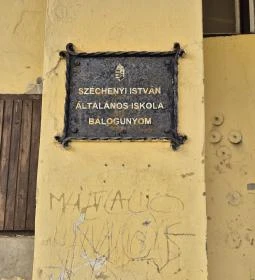 SZÉCHENYI ISTVÁN
ÁLTALÁNOS ISKOLA
BALOGUNYOM